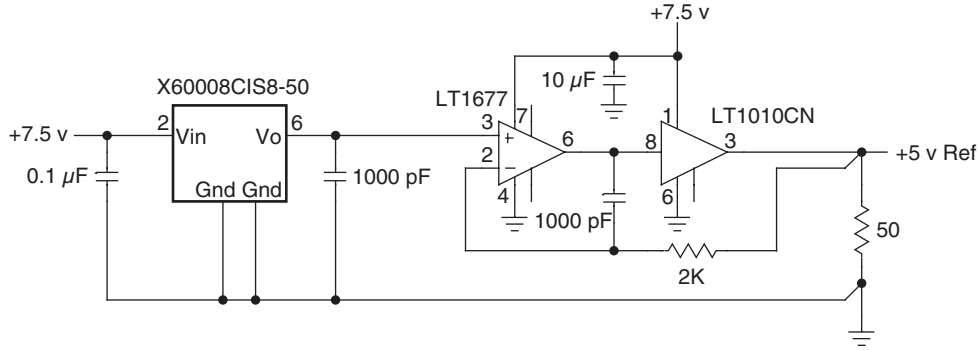 +7.5 v
X60008CIS8-50
10 µF
LT1677
7
1
LT1010CN
+7.5 v
2
Vin
Vo
6
3
+
6
8
3
+5 v Ref
2
−
0.1 µF
Gnd Gnd
1000 pF
4
1000 pF
6
50
2K